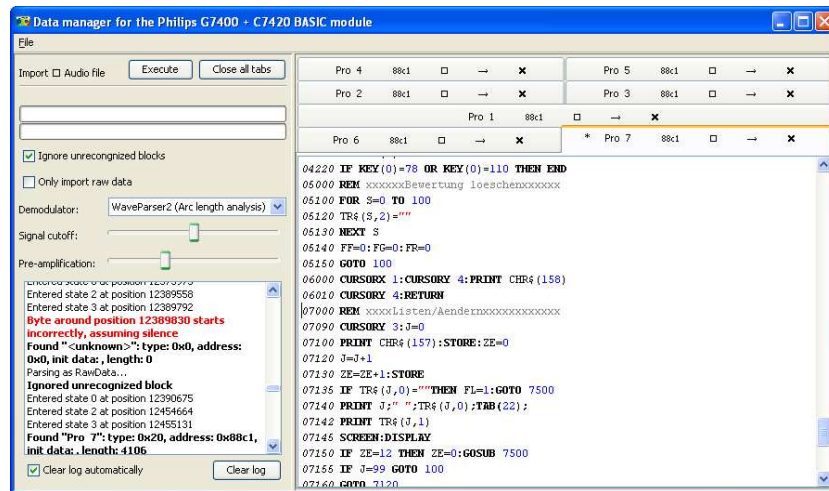 Data manager for the Philips G7400 + C7420 BASIC module
File
Import □ Audio file Execute Close all tabs
Ignore unrecongnized blocks
Only import raw data
Demodulator: WaveParser2 (Arc length analysis)
Signal cutoff:
Pre-amplification:
Entered state 2 at position 12389558
Entered state 3 at position 12389792
Byte around position 12389830 starts
incorrectly, assuming silence
Found "<unknown>": type: 0x0, address:
0x0, init data: , length: 0
Parsing as RawData...
Ignored unrecognized block
Entered state 0 at position 12390675
Entered state 2 at position 12454664
Entered state 3 at position 12455131
Found "Pro 7": type: 0x20, address: 0x88c1,
init data: , length: 4106
Clear log automatically Clear log
Pro 4 88c1 □ → × Pro 5 88c1 □ → ×
Pro 2 88c1 □ → × Pro 3 88c1 □ → ×
Pro 1 88c1 □ → ×
Pro 6 88c1 □ → × * Pro 7 88c1 □ → ×
04220 IF KEY(0)=78 OR KEY(0)=110 THEN END
05000 REM xxxxxxBewertung loeschenxxxxxx
05100 FOR S=0 TO 100
05120 TR$(S,2)=""
05130 NEXT S
05140 FF=0:FG=0:FR=0
05150 GOTO 100
06000 CURSORX 1:CURSORY 4:PRINT CHR$(158)
06010 CURSORY 4:RETURN
07000 REM xxxxListen/Aendernxxxxxxxxxxxx
07090 CURSORY 3:J=0
07100 PRINT CHR$(157):STORE:ZE=0
07120 J=J+1
07130 ZE=ZE+1:STORE
07135 IF TR$(J,0)=""THEN FL=1:GOTO 7500
07140 PRINT J;" ";TR$(J,0);TAB(22);
07142 PRINT TR$(J,1)
07145 SCREEN:DISPLAY
07150 IF ZE=12 THEN ZE=0:GOSUB 7500
07155 IF J=99 GOTO 100
07160 GOTO 7120